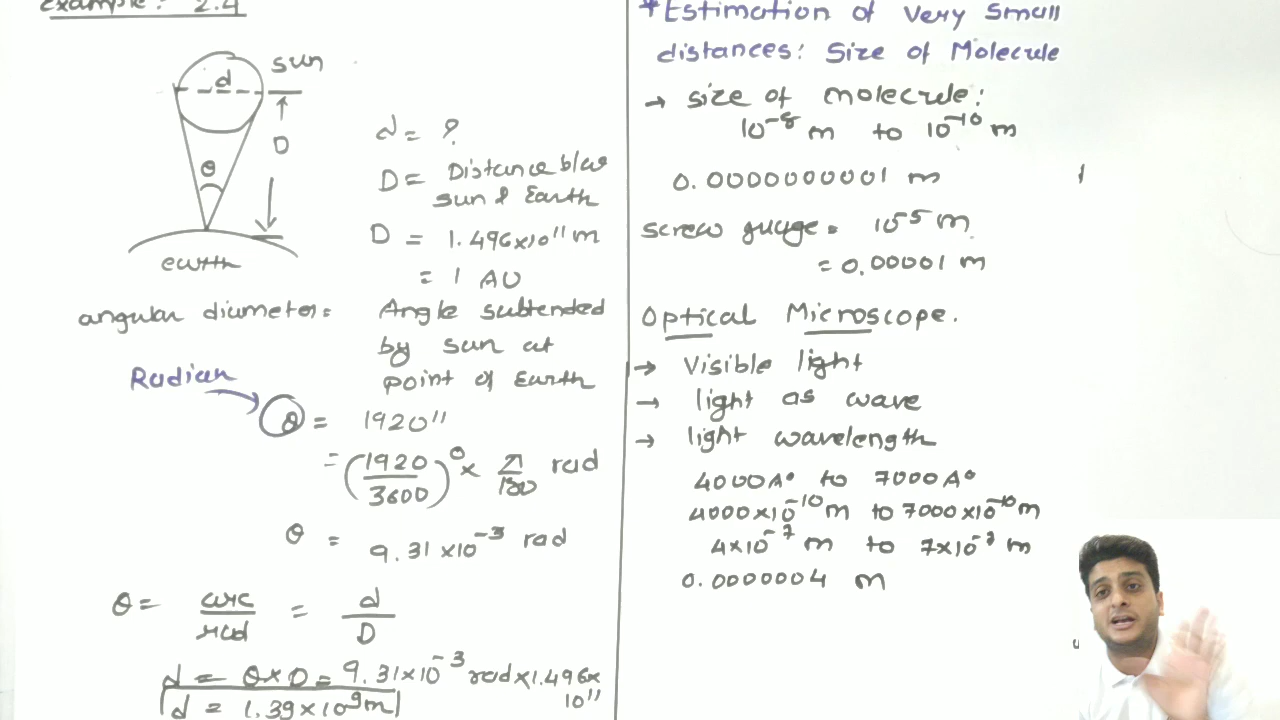 example: 2.4
sun
d
D
θ
earth
d = ?
D = Distance b/w
sun & Earth
D = 1.496×10¹¹ m
= 1 AU
angular diameter = Angle subtended
by sun at
point of Earth
Radian
θ = 1920''
= (1920/3600)⁰ × π/180 rad
θ = 9.31×10⁻³ rad
θ = arc/rad = d/D
d = θ×D = 9.31×10⁻³ rad×1.496×
10¹¹
d = 1.39×10⁹ m
*Estimation of Very Small
distances: Size of Molecule
→ size of molecule:
10⁻⁸ m to 10⁻¹⁰ m
0.0000000001 m
screw guage = 10⁻⁵ m
= 0.00001 m
Optical Microscope.
→ Visible light
→ light as wave
→ light wavelength
4000A⁰ to 7000A⁰
4000×10⁻¹⁰ m to 7000×10⁻¹⁰ m
4×10⁻⁷ m to 7×10⁻⁷ m
0.0000004 m